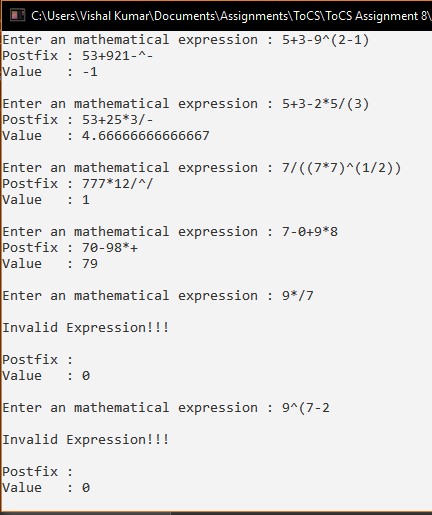 C:\Users\Vishal Kumar\Documents\Assignments\ToCS\ToCS Assignment 8\
Enter an mathematical expression : 5+3-9^(2-1)
Postfix : 53+921-^-
Value   : -1
Enter an mathematical expression : 5+3-2*5/(3)
Postfix : 53+25*3/-
Value   : 4.66666666666667
Enter an mathematical expression : 7/((7*7)^(1/2))
Postfix : 777*12/^/
Value   : 1
Enter an mathematical expression : 7-0+9*8
Postfix : 70-98*+
Value   : 79
Enter an mathematical expression : 9*/7
Invalid Expression!!!
Postfix :
Value   : 0
Enter an mathematical expression : 9^(7-2
Invalid Expression!!!
Postfix :
Value   : 0